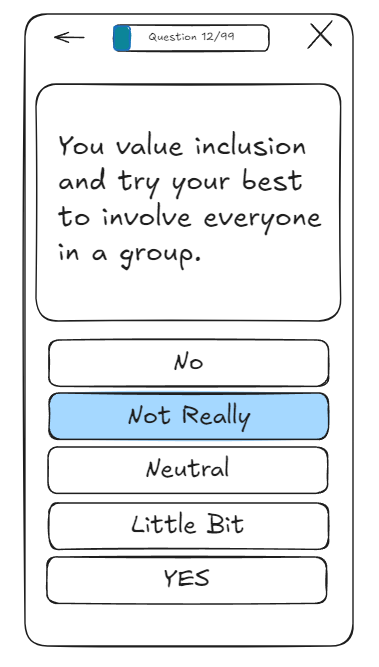 Question 12/99
You value inclusion
and try your best
to involve everyone
in a group.
No
Not Really
Neutral
Little Bit
YES